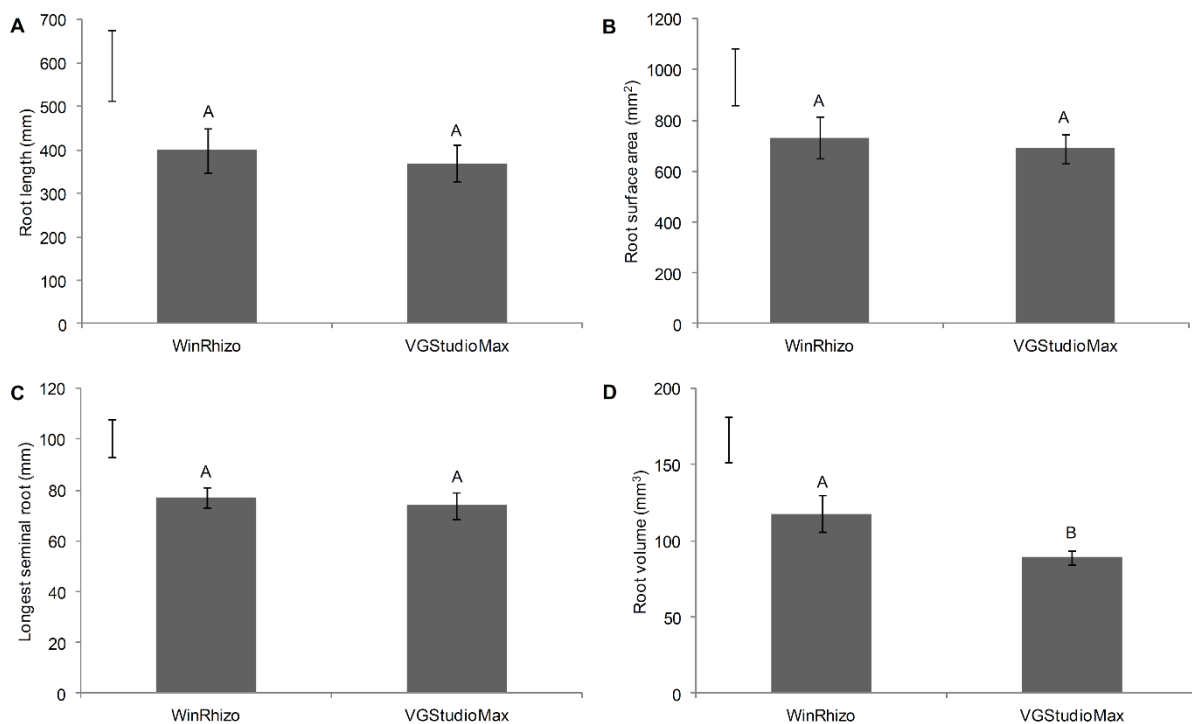 A
Root length (mm)
700
600
500
400
300
200
100
0
A
A
WinRhizo
VGStudioMax
B
Root surface area (mm²)
1200
1000
800
600
400
200
0
A
A
WinRhizo
VGStudioMax
C
Longest seminal root (mm)
120
100
80
60
40
20
0
A
A
WinRhizo
VGStudioMax
D
Root volume (mm³)
200
150
100
50
0
A
B
WinRhizo
VGStudioMax